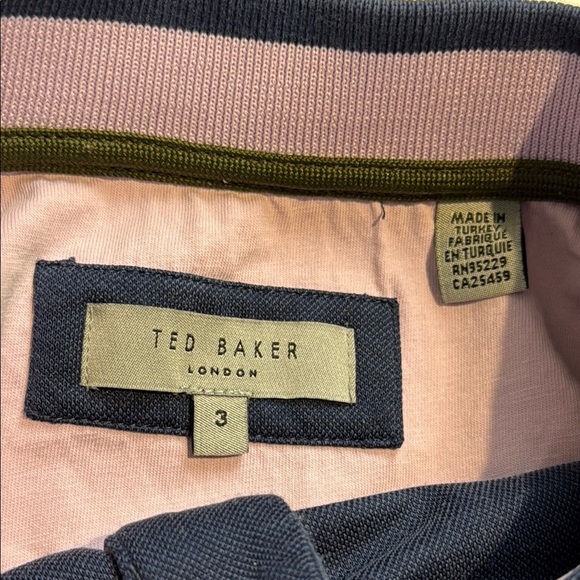 TED BAKER
LONDON
3
MADE IN
TURKEY
FABRIQUE
EN TURQUIE
RN95229
CA25459